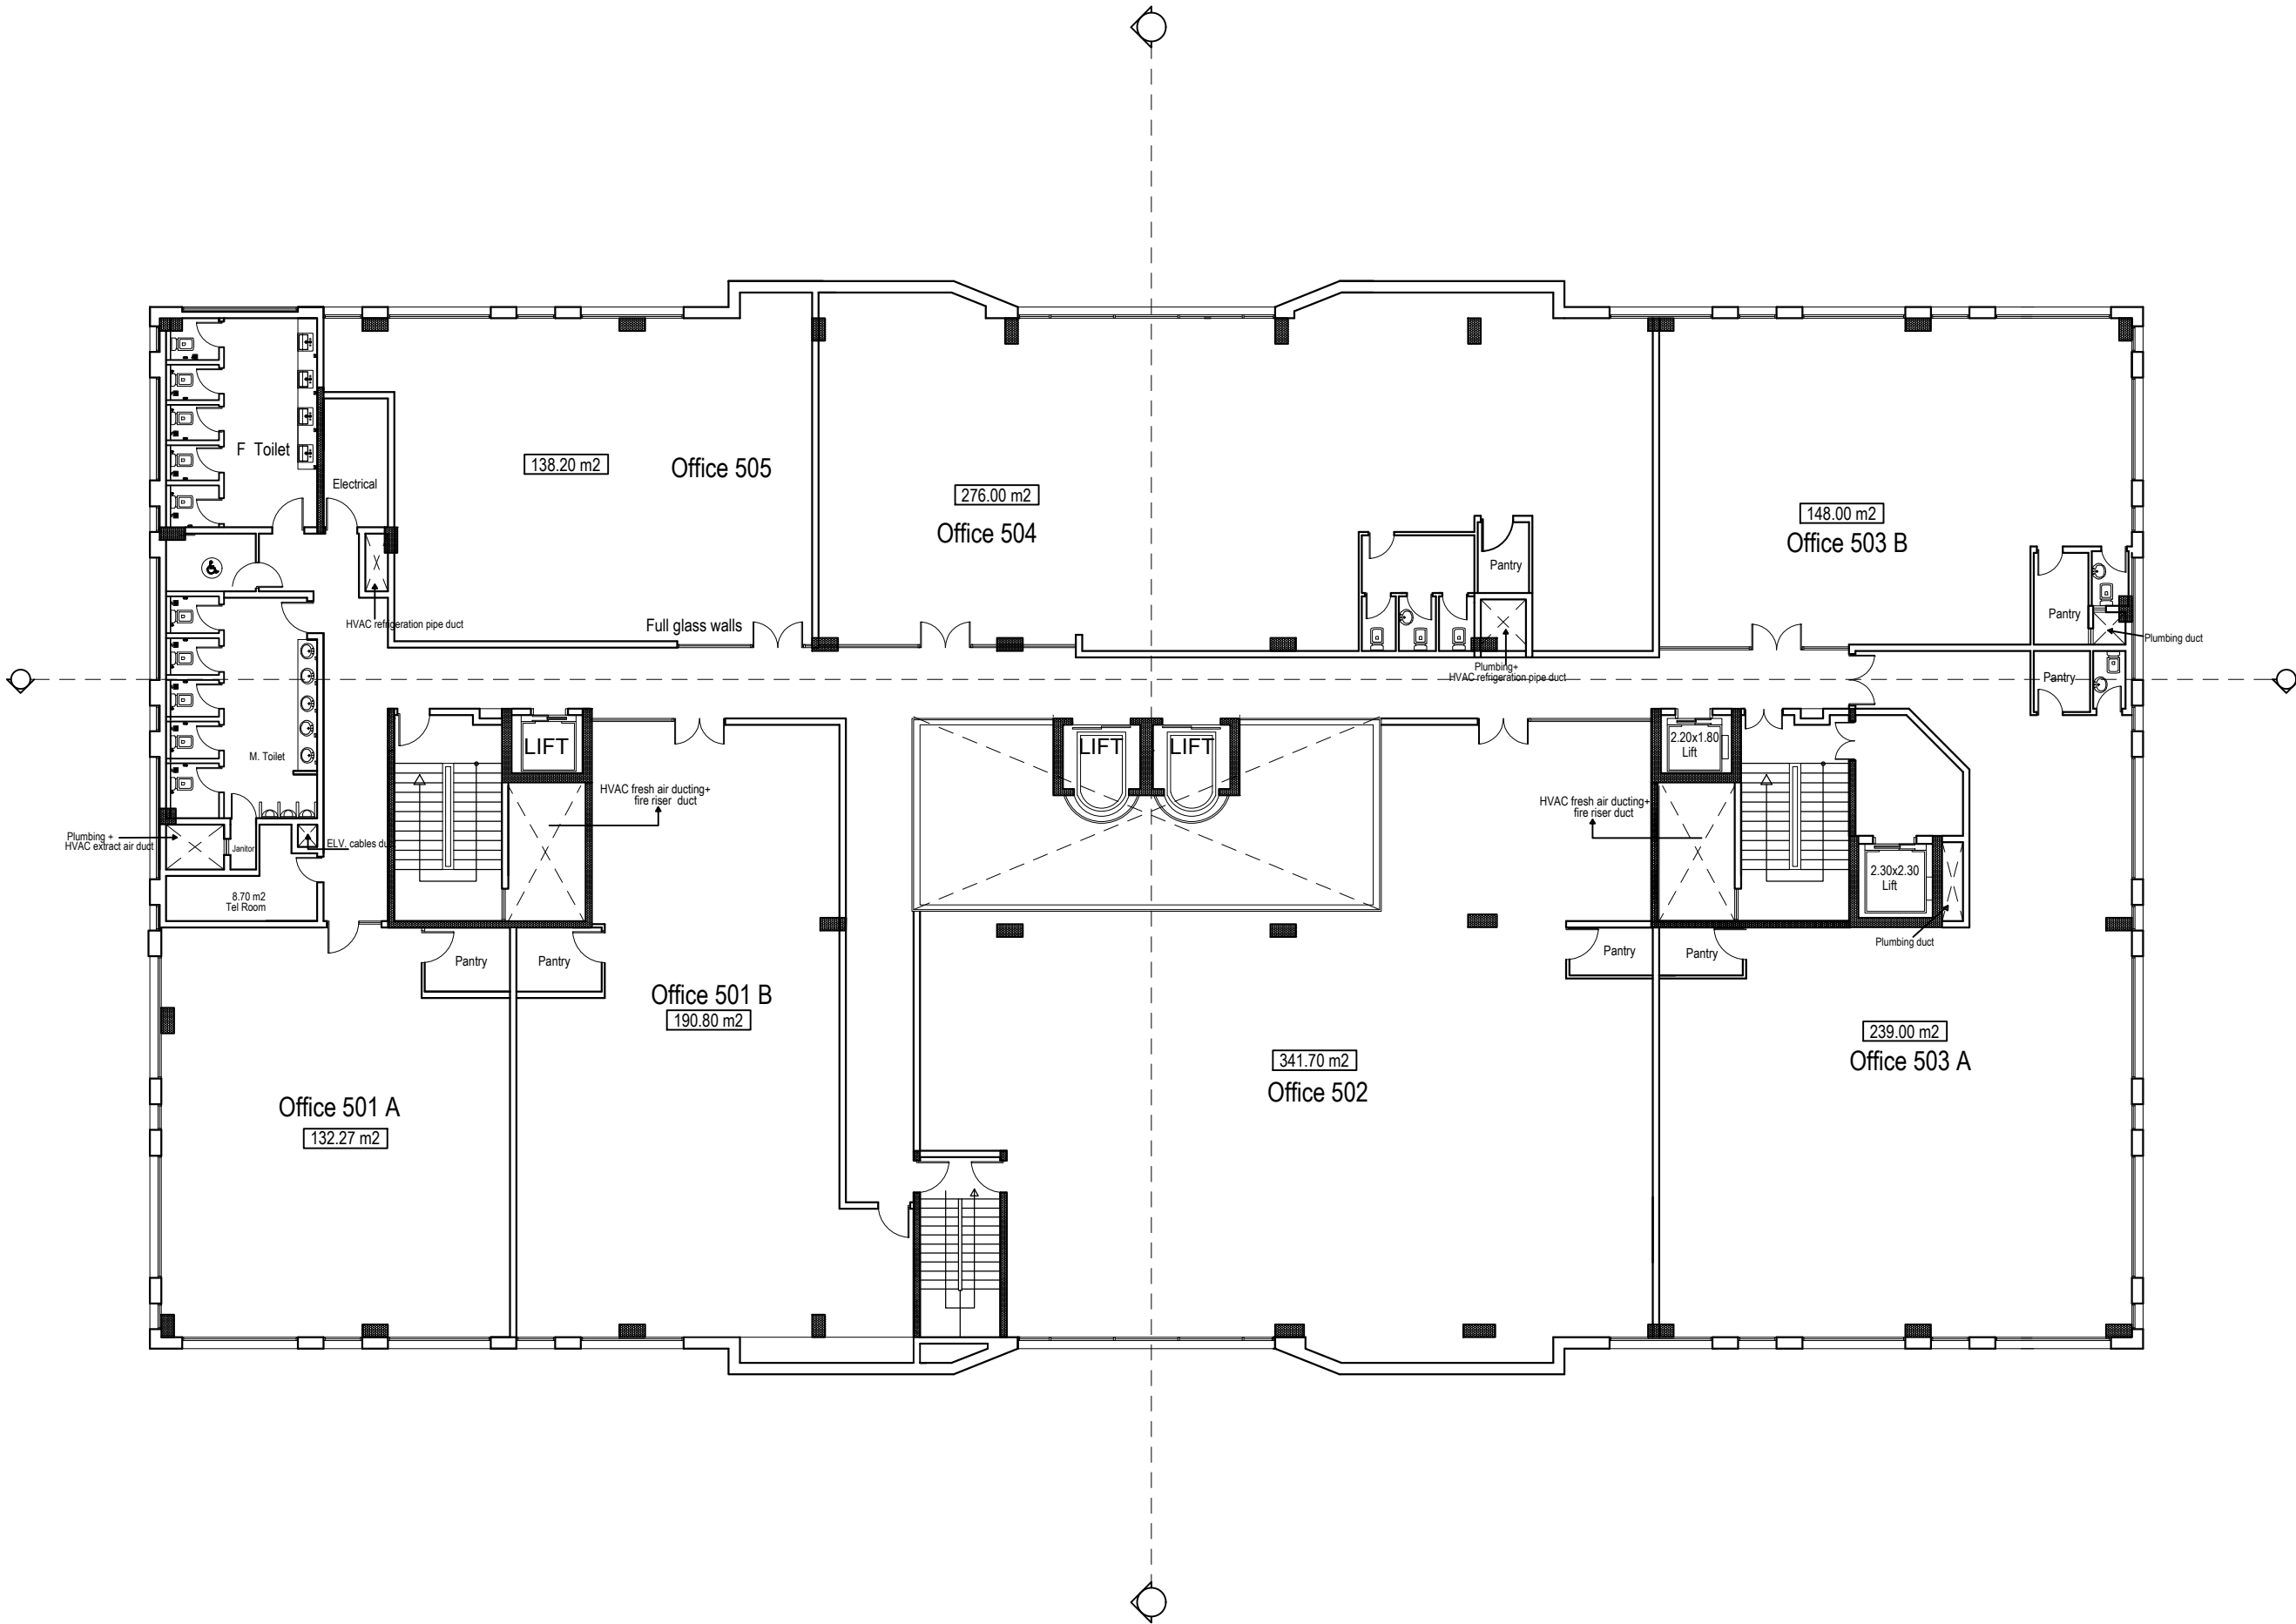 F  Toilet
Electrical
138.20 m2
Office 505
276.00 m2
Office 504
148.00 m2
Office 503 B
Pantry
HVAC refrigeration pipe duct
Full glass walls
Pantry
Plumbing duct
Plumbing+
HVAC refrigeration pipe duct
Pantry
M. Toilet
LIFT
LIFT
LIFT
2.20x1.80
Lift
HVAC fresh air ducting+
fire riser  duct
HVAC fresh air ducting+
fire riser duct
Plumbing +
HVAC extract air duct
Janitor
ELV. cables du
2.30x2.30
Lift
8.70 m2
Tel Room
Plumbing duct
Pantry
Pantry
Pantry
Pantry
Office 501 B
190.80 m2
341.70 m2
Office 502
239.00 m2
Office 503 A
Office 501 A
132.27 m2